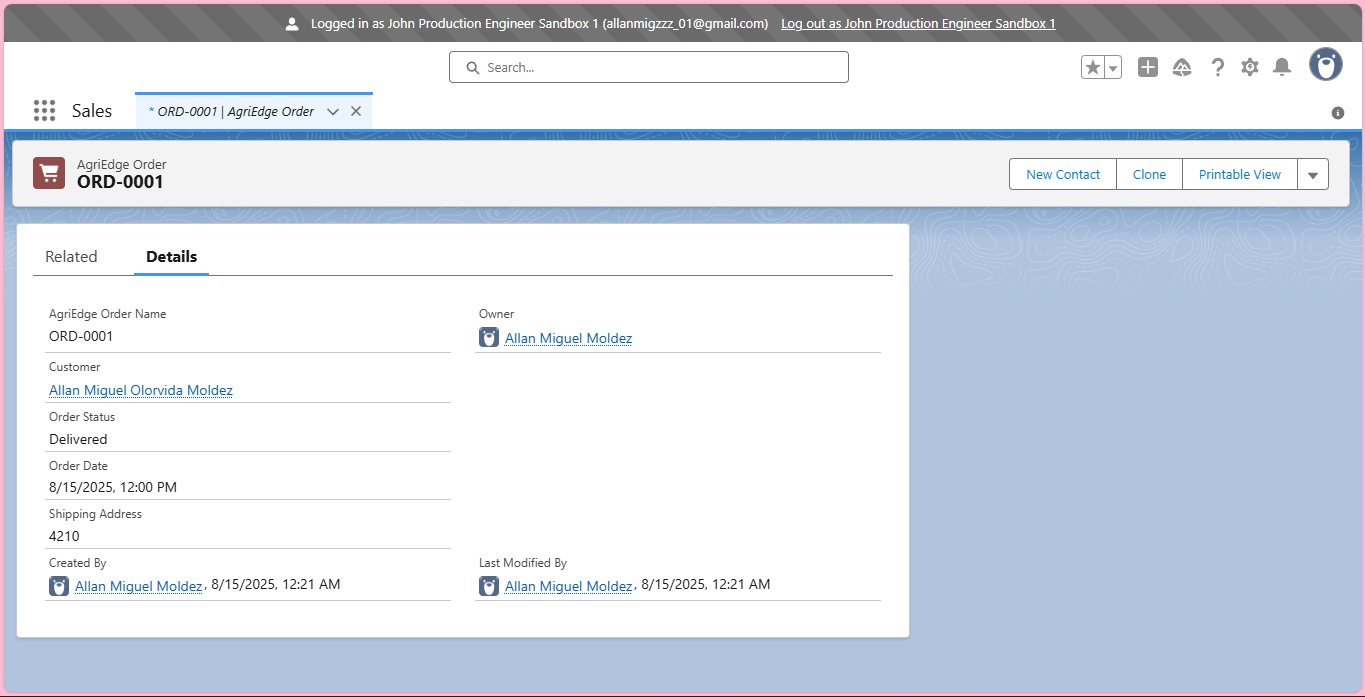 Logged in as John Production Engineer Sandbox 1 (allanmigzzz_01@gmail.com) Log out as John Production Engineer Sandbox 1
Search...
Sales
* ORD-0001 | AgriEdge Order
AgriEdge Order
ORD-0001
New Contact
Clone
Printable View
Related
Details
AgriEdge Order Name
ORD-0001
Owner
Allan Miguel Moldez
Customer
Allan Miguel Olorvida Moldez
Order Status
Delivered
Order Date
8/15/2025, 12:00 PM
Shipping Address
4210
Created By
Allan Miguel Moldez, 8/15/2025, 12:21 AM
Last Modified By
Allan Miguel Moldez, 8/15/2025, 12:21 AM